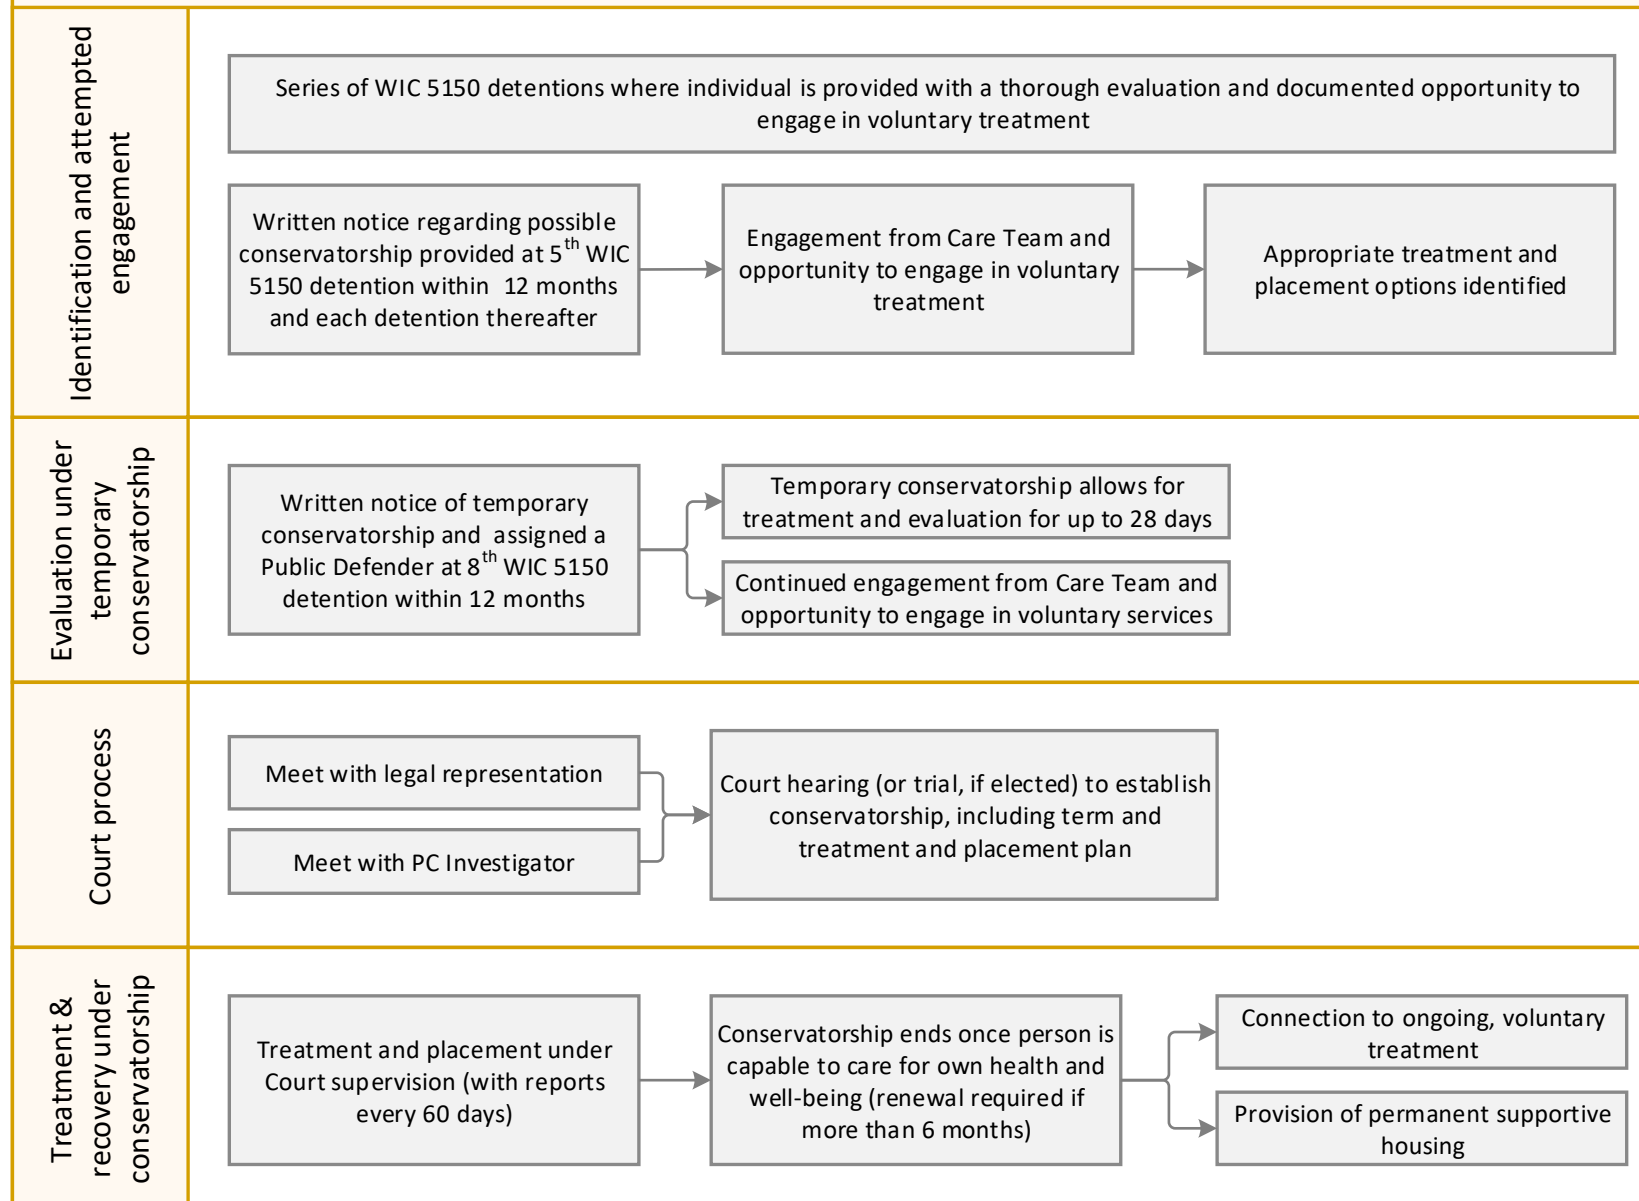 Identification and attempted
engagement
Series of WIC 5150 detentions where individual is provided with a thorough evaluation and documented opportunity to
engage in voluntary treatment
Written notice regarding possible
conservatorship provided at 5th WIC
5150 detention within 12 months
and each detention thereafter
Engagement from Care Team and
opportunity to engage in voluntary
treatment
Appropriate treatment and
placement options identified
Evaluation under
temporary
conservatorship
Written notice of temporary
conservatorship and assigned a
Public Defender at 8th WIC 5150
detention within 12 months
Temporary conservatorship allows for
treatment and evaluation for up to 28 days
Continued engagement from Care Team and
opportunity to engage in voluntary services
Court process
Meet with legal representation
Meet with PC Investigator
Court hearing (or trial, if elected) to establish
conservatorship, including term and
treatment and placement plan
Treatment &
recovery under
conservatorship
Treatment and placement under
Court supervision (with reports
every 60 days)
Conservatorship ends once person is
capable to care for own health and
well-being (renewal required if
more than 6 months)
Connection to ongoing, voluntary
treatment
Provision of permanent supportive
housing